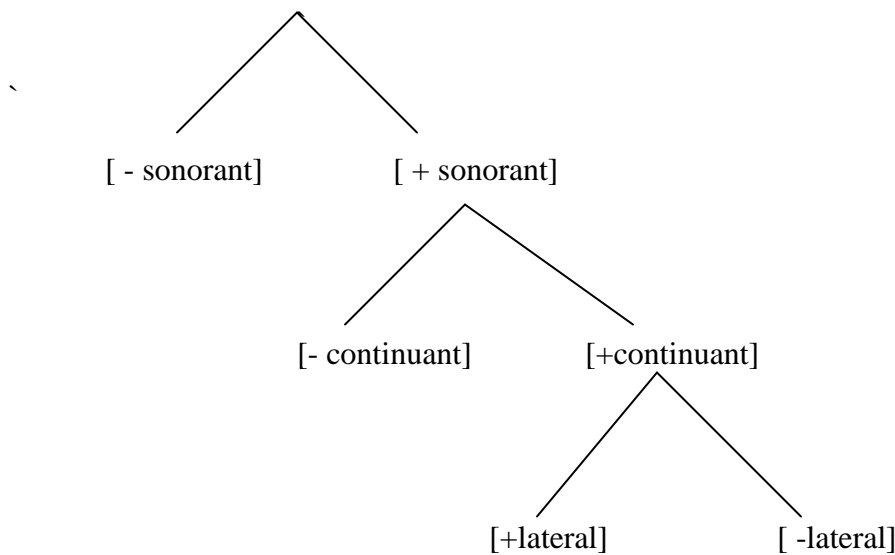 `
[ - sonorant] [ + sonorant]
[- continuant] [+continuant]
[+lateral] [ -lateral]